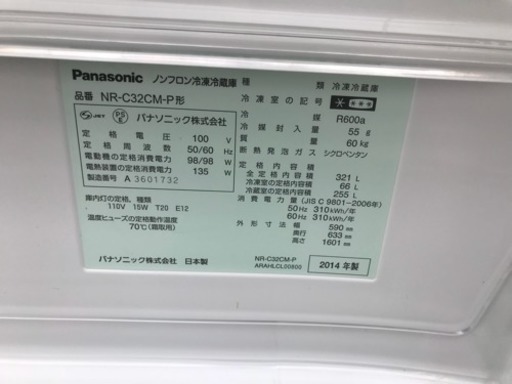 Panasonic ノンフロン冷凍冷蔵庫
品番 NR-C32CM-P形
JET PS E パナソニック株式会社
定格電圧 100 V
定格周波数 50/60 Hz
電動機の定格消費電力 98/98 W
電熱装置の定格消費電力 135 W
製造番号 A 3601732
庫内灯の定格、種類
110V 15W T20 E12
温度ヒューズの定格動作温度
70℃(霜取用)
パナソニック株式会社 日本製
種類 冷凍冷蔵庫
冷凍室の記号
冷媒 R600a
冷媒封入量 55 g
質量 60 kg
断熱発泡ガス シクロペンタン
定格内容積
全定格内容積 321 L
冷凍室の定格内容積 66 L
冷蔵室の定格内容積 255 L
消費電力量(JIS C 9801-2006年)
50Hz 310 kWh/年
60Hz 310 kWh/年
外形寸法 幅 590 mm
奥行 633 mm
高さ 1601 mm
NR-C32CM-P
ARAHLCL00800
2014 年製